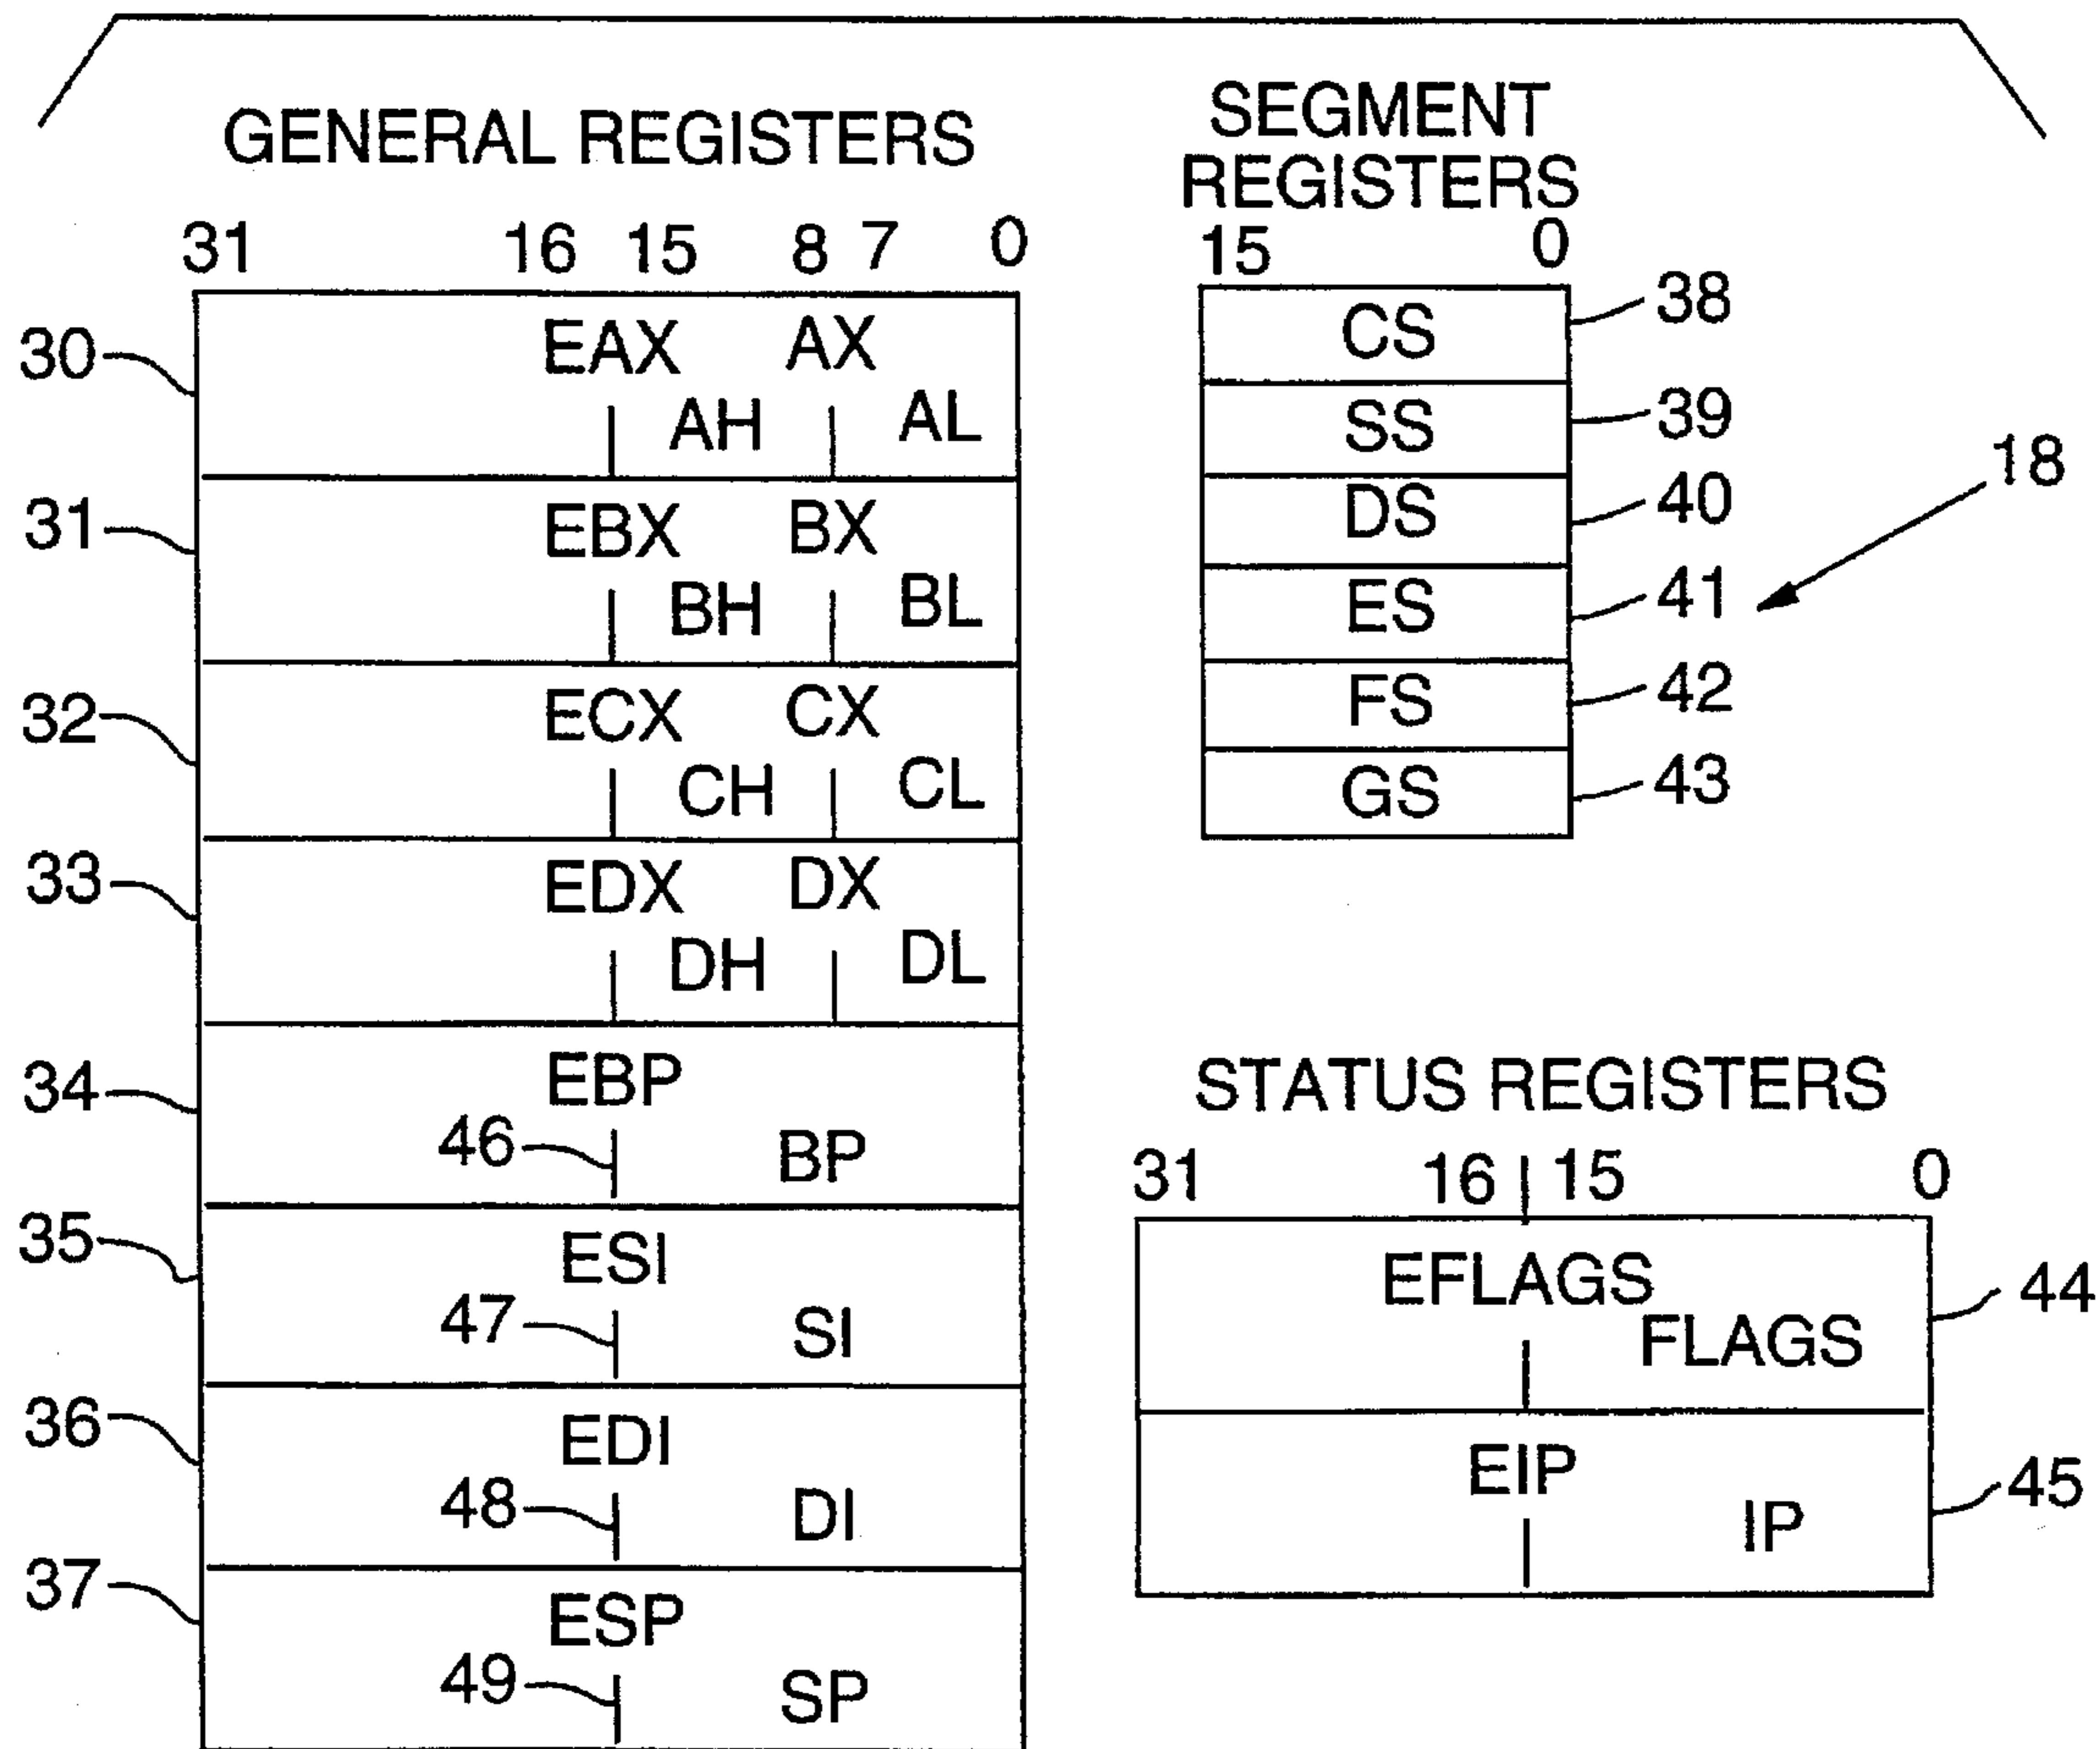 GENERAL REGISTERS
31 16 15 8 7 0
30 EAX AX
AH AL
31 EBX BX
BH BL
32 ECX CX
CH CL
33 EDX DX
DH DL
34 EBP
46 BP
35 ESI
47 SI
36 EDI
48 DI
37 ESP
49 SP
SEGMENT
REGISTERS
15 0
CS 38
SS 39
DS 40
ES 41
FS 42
GS 43
18
STATUS REGISTERS
31 16 15 0
EFLAGS
FLAGS 44
EIP
IP 45